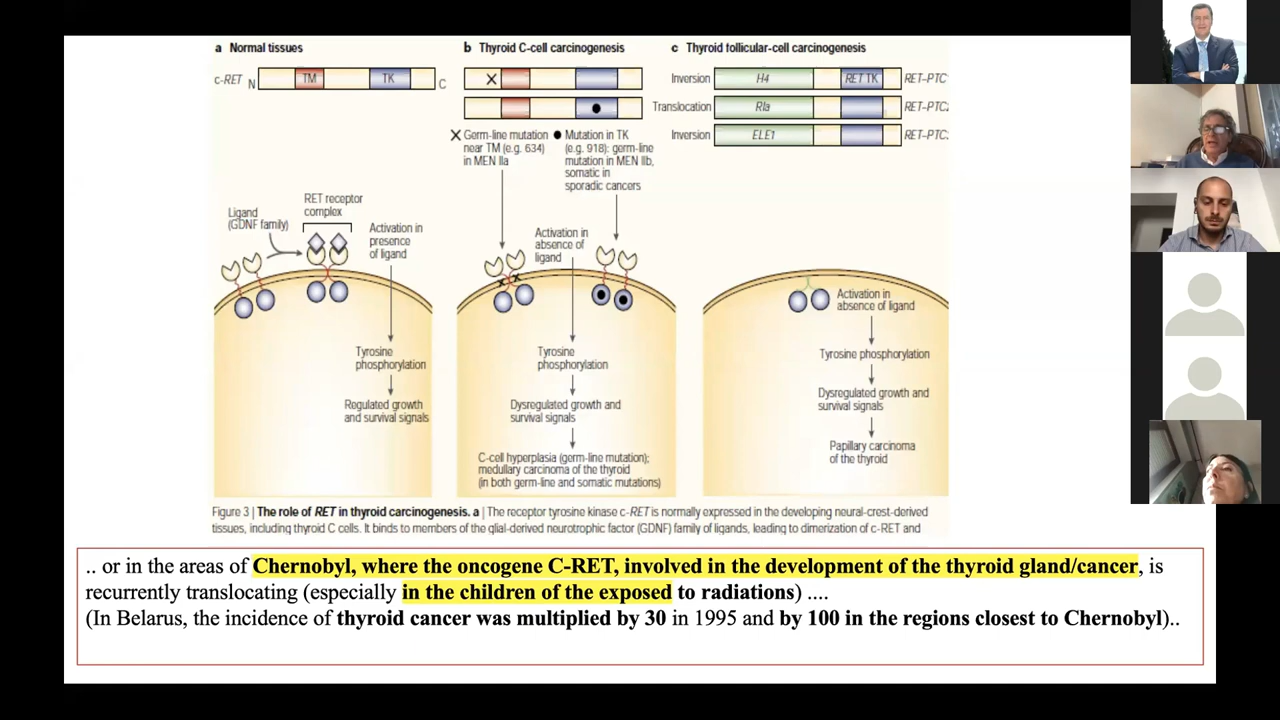 a Normal tissues
c-RET N TM TK C
b Thyroid C-cell carcinogenesis
Germ-line mutation
near TM (e.g. 634)
in MEN IIa
Mutation in TK
(e.g. 918); germ-line
mutation in MEN IIb,
somatic in
sporadic cancers
c Thyroid follicular-cell carcinogenesis
Inversion H4 RET TK RET–PTC
Translocation RIa RET–PTC
Inversion ELE1 RET–PTC
Ligand
(GDNF family)
RET receptor
complex
Activation in
presence
of ligand
Tyrosine
phosphorylation
Regulated growth
and survival signals
Activation in
absence of
ligand
Tyrosine
phosphorylation
Dysregulated growth and
survival signals
C-cell hyperplasia (germ-line mutation);
medullary carcinoma of the thyroid
(in both germ-line and somatic mutations)
Activation in
absence of ligand
Tyrosine phosphorylation
Dysregulated growth and
survival signals
Papillary carcinoma
of the thyroid
Figure 3 | The role of RET in thyroid carcinogenesis. a | The receptor tyrosine kinase c-RET is normally expressed in the developing neural-crest-derived
tissues, including thyroid C cells. It binds to members of the glial-derived neurotrophic factor (GDNF) family of ligands, leading to dimerization of c-RET and
.. or in the areas of Chernobyl, where the oncogene C-RET, involved in the development of the thyroid gland/cancer, is
recurrently translocating (especially in the children of the exposed to radiations) ....
(In Belarus, the incidence of thyroid cancer was multiplied by 30 in 1995 and by 100 in the regions closest to Chernobyl)..